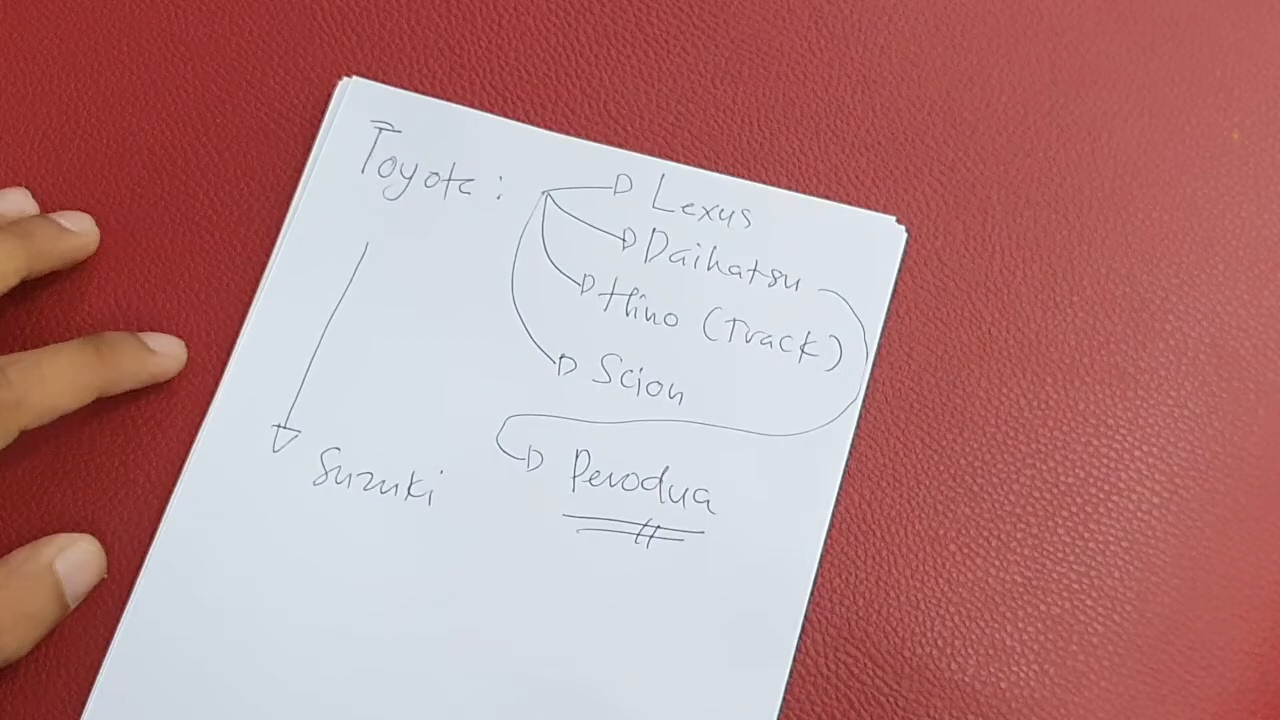 Toyota :
Lexus
Daihatsu
Hino (Track)
Scion
Suzuki
Perodua